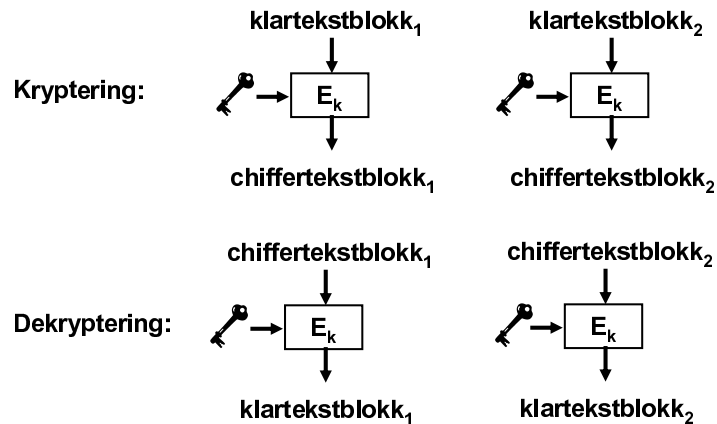 klartekstblokk₁ klartekstblokk₂
Kryptering: Eₖ Eₖ
chiffertekstblokk₁ chiffertekstblokk₂
chiffertekstblokk₁ chiffertekstblokk₂
Dekryptering: Eₖ Eₖ
klartekstblokk₁ klartekstblokk₂